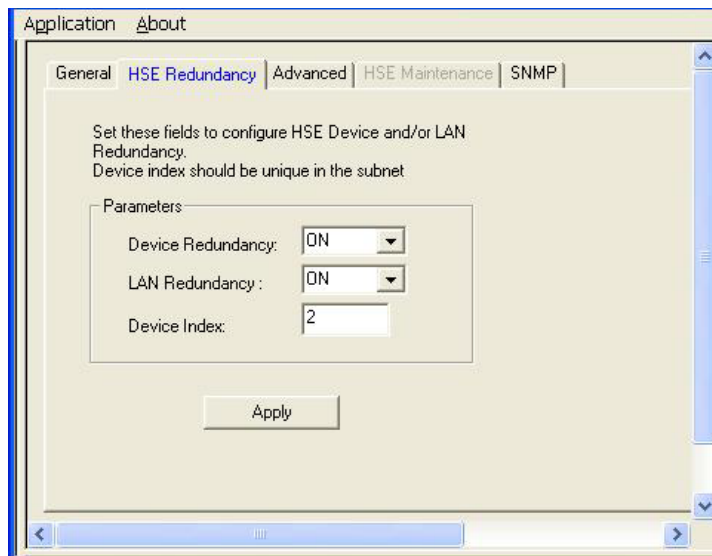 Application About
General HSE Redundancy Advanced HSE Maintenance SNMP
Set these fields to configure HSE Device and/or LAN
Redundancy.
Device index should be unique in the subnet
Parameters
Device Redundancy: ON
LAN Redundancy : ON
Device Index: 2
Apply